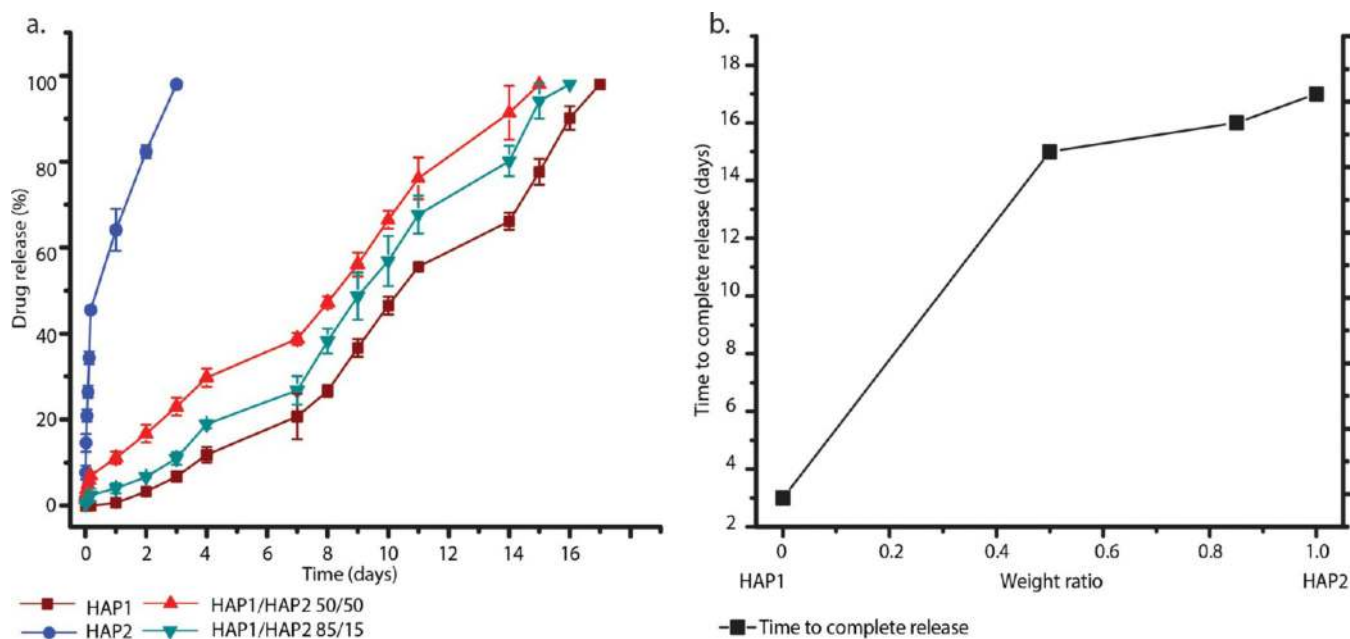 a.
b.
100
80
60
40
20
0
Drug release (%)
0 2 4 6 8 10 12 14 16
Time (days)
HAP1 HAP1/HAP2 50/50
HAP2 HAP1/HAP2 85/15
18
16
14
12
10
8
6
4
2
Time to complete release (days)
0 0.2 0.4 0.6 0.8 1.0
HAP1 Weight ratio HAP2
Time to complete release